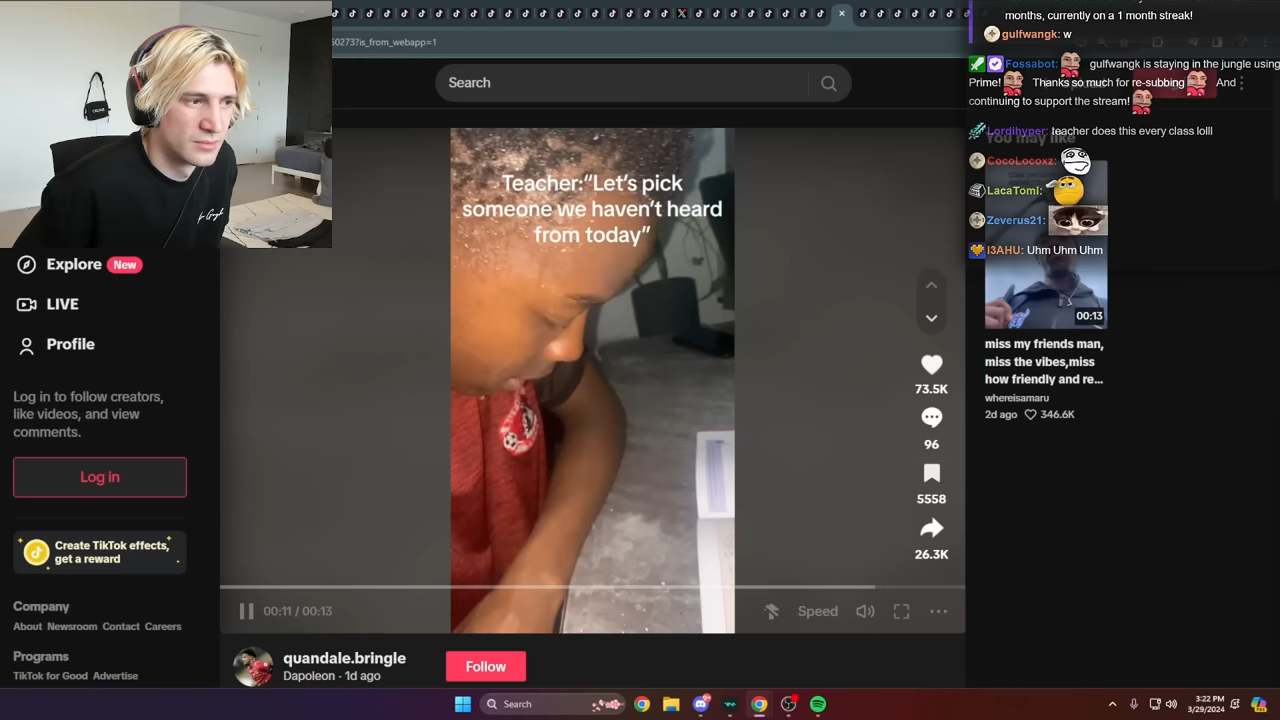 50273?is_from_webapp=1
Search
Explore
New
LIVE
Profile
Log in to follow creators,
like videos, and view
comments.
Log in
Create TikTok effects,
get a reward
Company
About Newsroom Contact Careers
Programs
TikTok for Good Advertise
Teacher:“Let’s pick
someone we haven’t heard
from today”
73.5K
96
5558
26.3K
00:11 / 00:13
Speed
quandale.bringle
Dapoleon · 1d ago
Follow
months, currently on a 1 month streak!
gulfwangk: w
Fossabot: gulfwangk is staying in the jungle using
Prime! Thanks so much for re-subbing And
continuing to support the stream!
Lordihyper: teacher does this every class lolll
You may like
CocoLocoxz:
LacaTomi:
Zeverus21:
I3AHU: Uhm Uhm Uhm
00:13
miss my friends man,
miss the vibes,miss
how friendly and re...
whereisamaru
2d ago 346.6K
Search
3:22 PM
3/29/2024